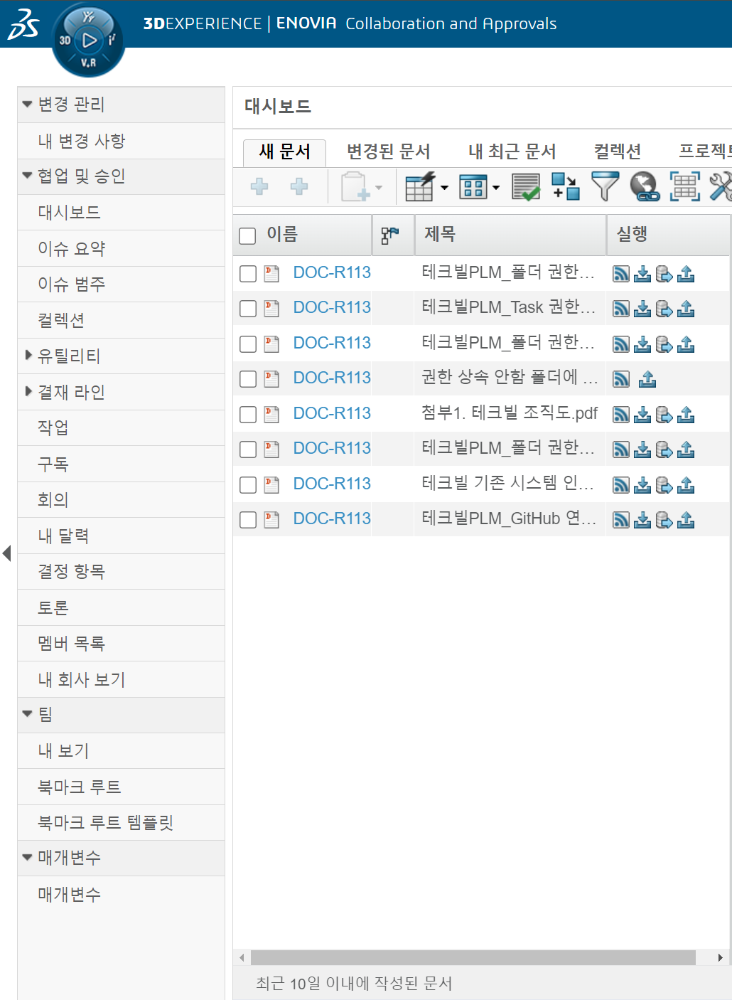 3DEXPERIENCE | ENOVIA Collaboration and Approvals
3D
V.R
변경 관리
내 변경 사항
협업 및 승인
대시보드
이슈 요약
이슈 범주
컬렉션
유틸리티
결재 라인
작업
구독
회의
내 달력
결정 항목
토론
멤버 목록
내 회사 보기
팀
내 보기
북마크 루트
북마크 루트 템플릿
매개변수
매개변수
대시보드
새 문서 변경된 문서 내 최근 문서 컬렉션 프로젝트
이름 제목 실행
DOC-R113 테크빌PLM_폴더 권한...
DOC-R113 테크빌PLM_Task 권한...
DOC-R113 테크빌PLM_폴더 권한...
DOC-R113 권한 상속 안함 폴더에 ...
DOC-R113 첨부1. 테크빌 조직도.pdf
DOC-R113 테크빌PLM_폴더 권한...
DOC-R113 테크빌 기존 시스템 인...
DOC-R113 테크빌PLM_GitHub 연...
최근 10일 이내에 작성된 문서